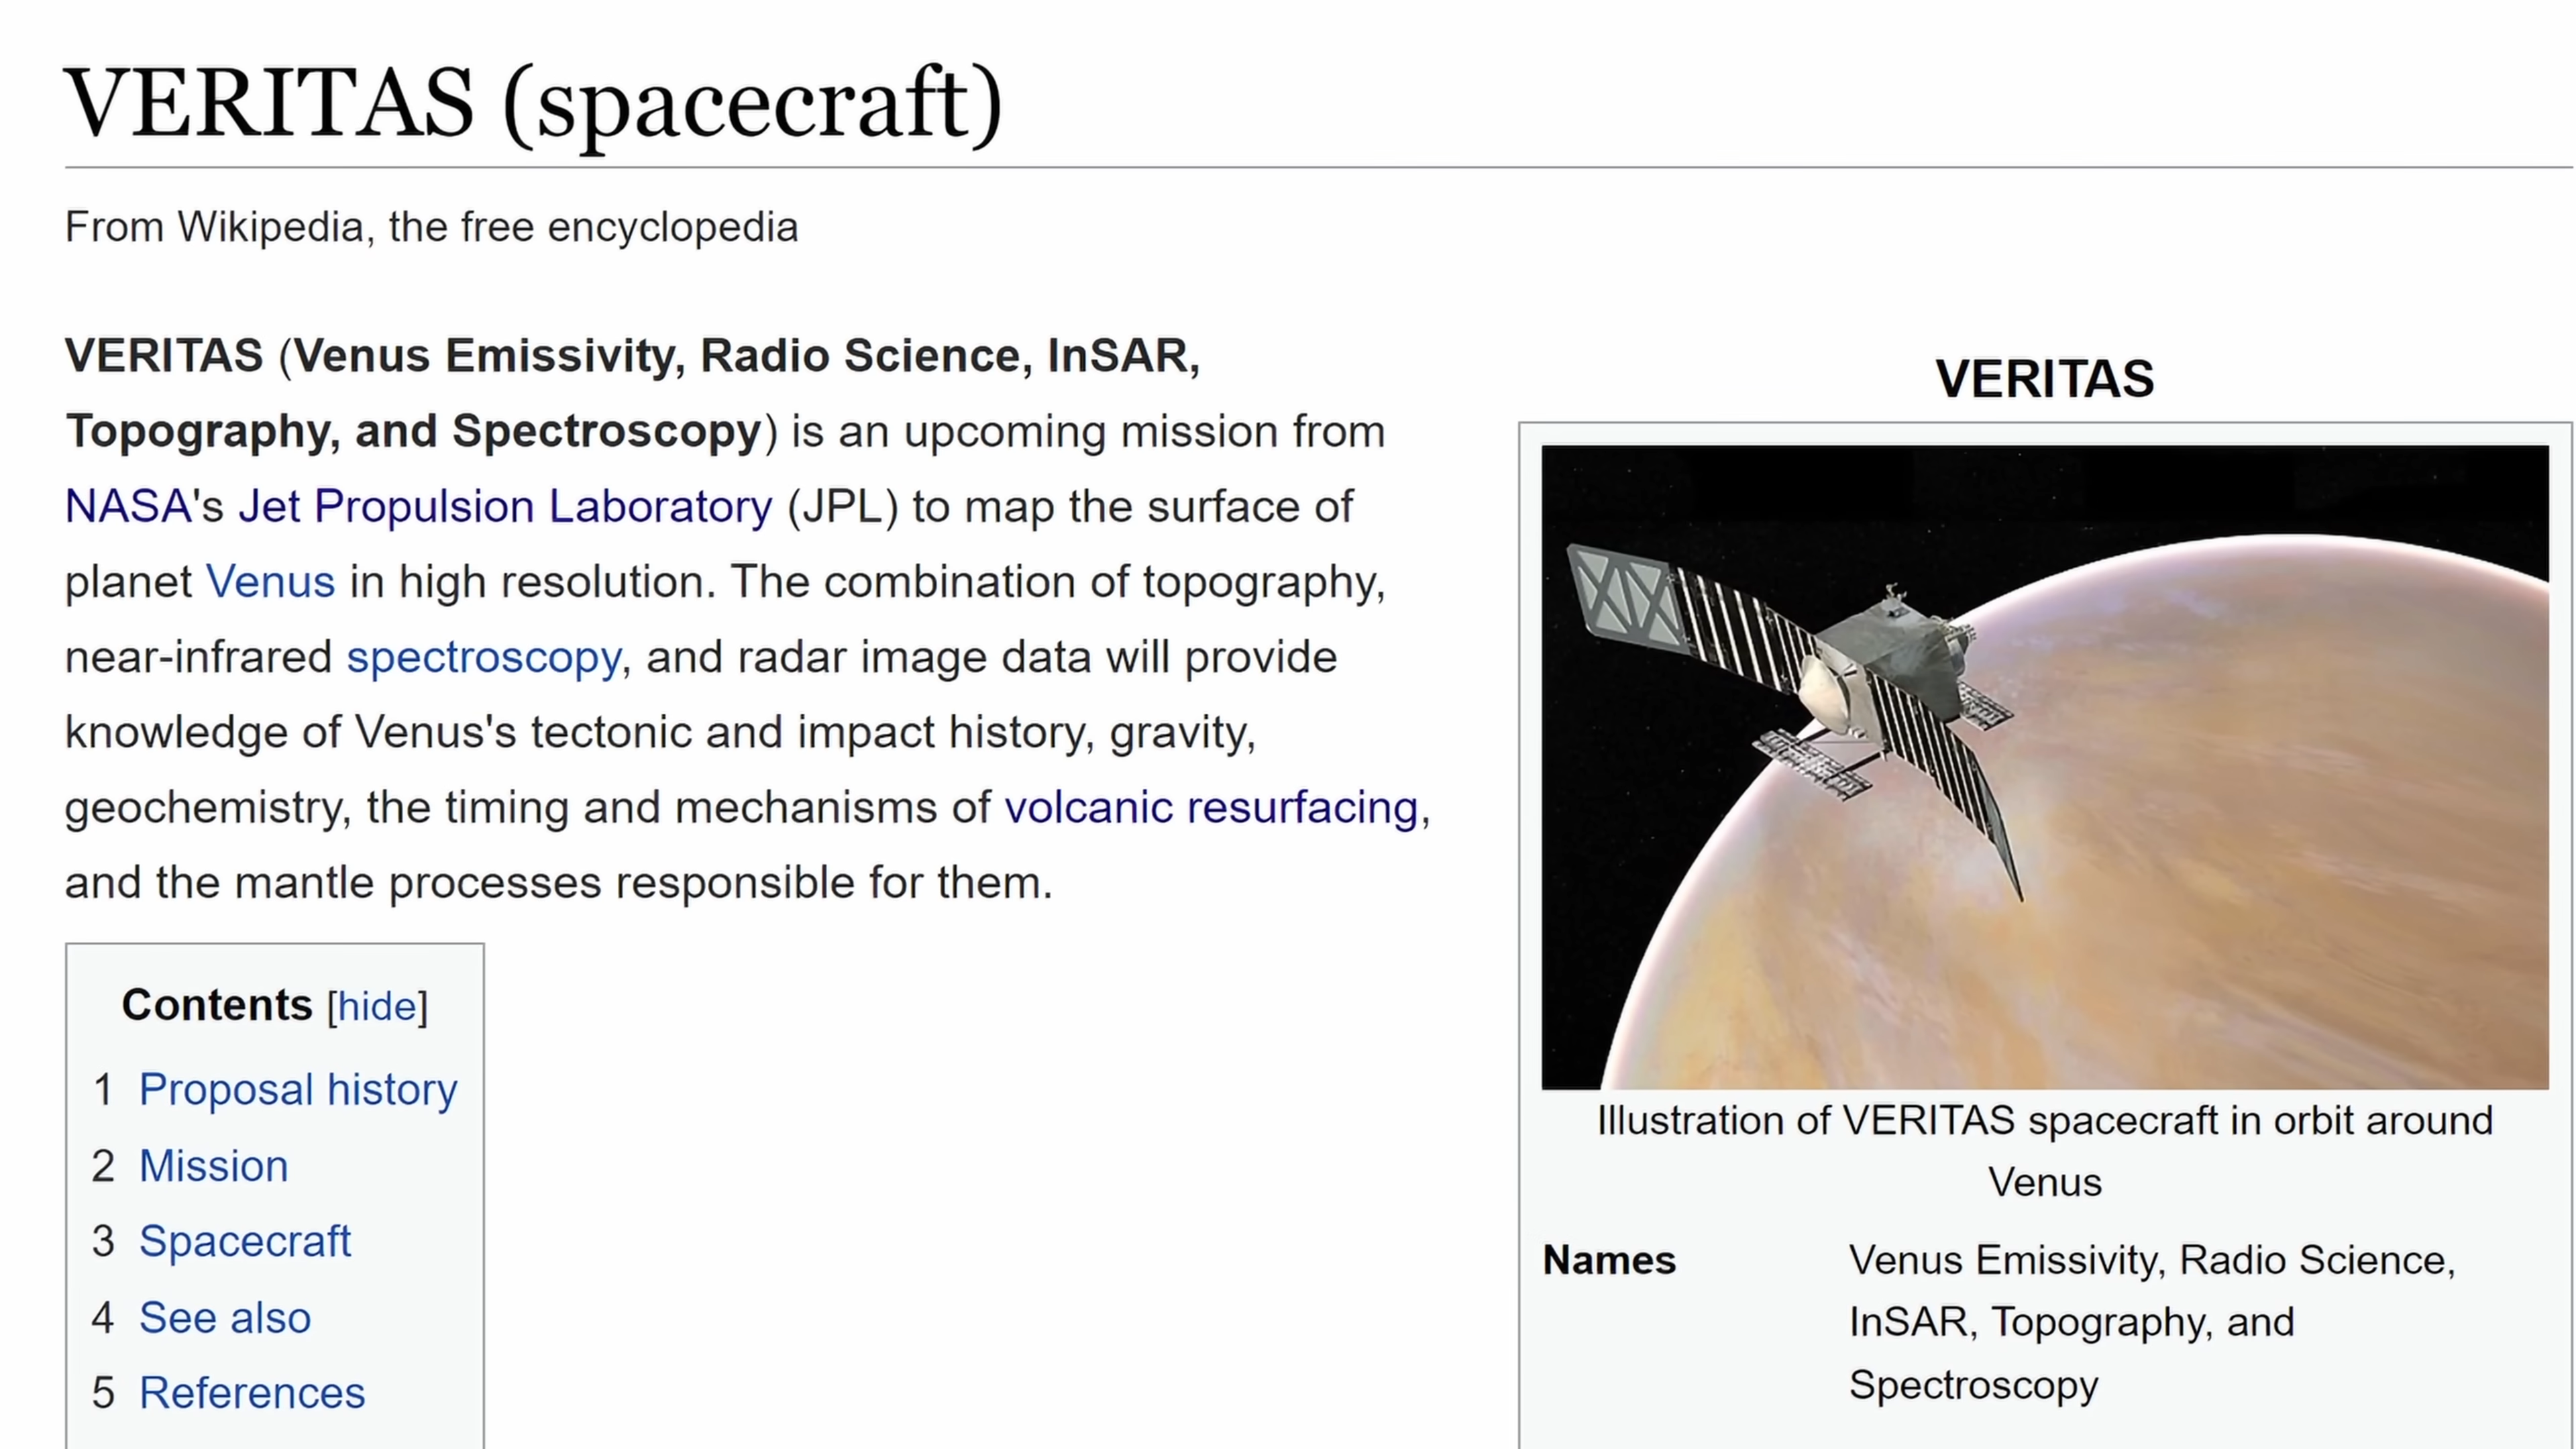 VERITAS (spacecraft)
From Wikipedia, the free encyclopedia
VERITAS (Venus Emissivity, Radio Science, InSAR,
Topography, and Spectroscopy) is an upcoming mission from
NASA's Jet Propulsion Laboratory (JPL) to map the surface of
planet Venus in high resolution. The combination of topography,
near-infrared spectroscopy, and radar image data will provide
knowledge of Venus's tectonic and impact history, gravity,
geochemistry, the timing and mechanisms of volcanic resurfacing,
and the mantle processes responsible for them.
Contents [hide]
1 Proposal history
2 Mission
3 Spacecraft
4 See also
5 References
VERITAS
Illustration of VERITAS spacecraft in orbit around
Venus
Names Venus Emissivity, Radio Science,
InSAR, Topography, and
Spectroscopy